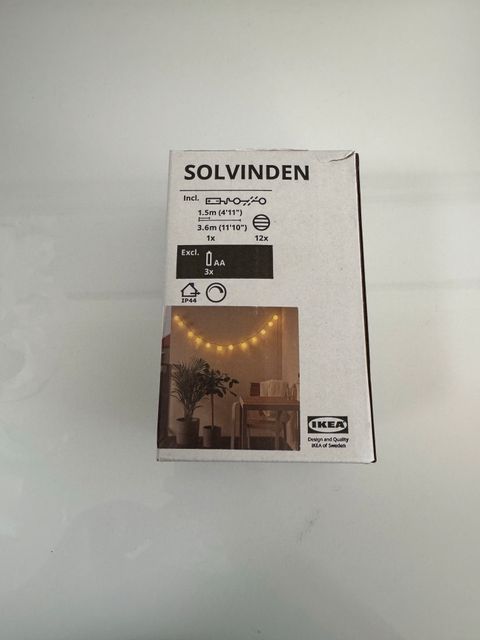 SOLVINDEN
Incl.
1.5m (4'11")
3.6m (11'10")
1x 12x
Excl.
AA
3x
IP44
IKEA
Design and Quality
IKEA of Sweden